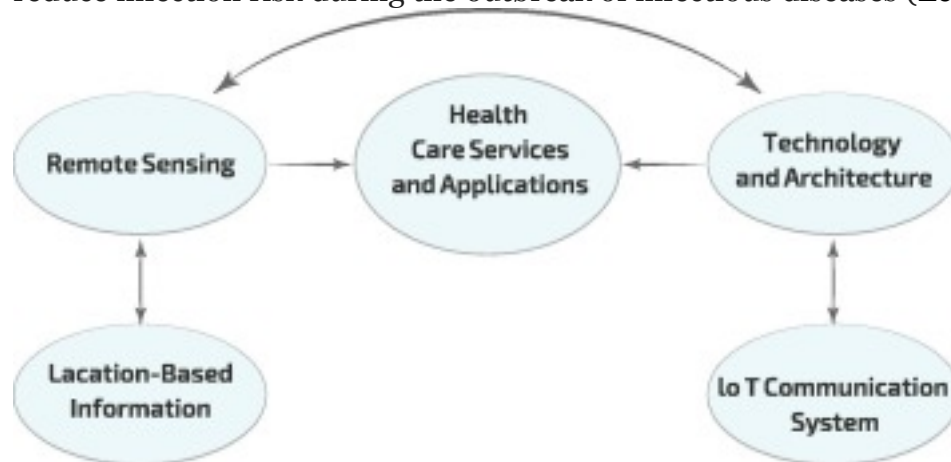 reduce infection risk during the outbreak of infectious diseases
Health
Care Services
and Applications
Remote Sensing
Technology
and Architecture
Lacation-Based
Information
lo T Communication
System